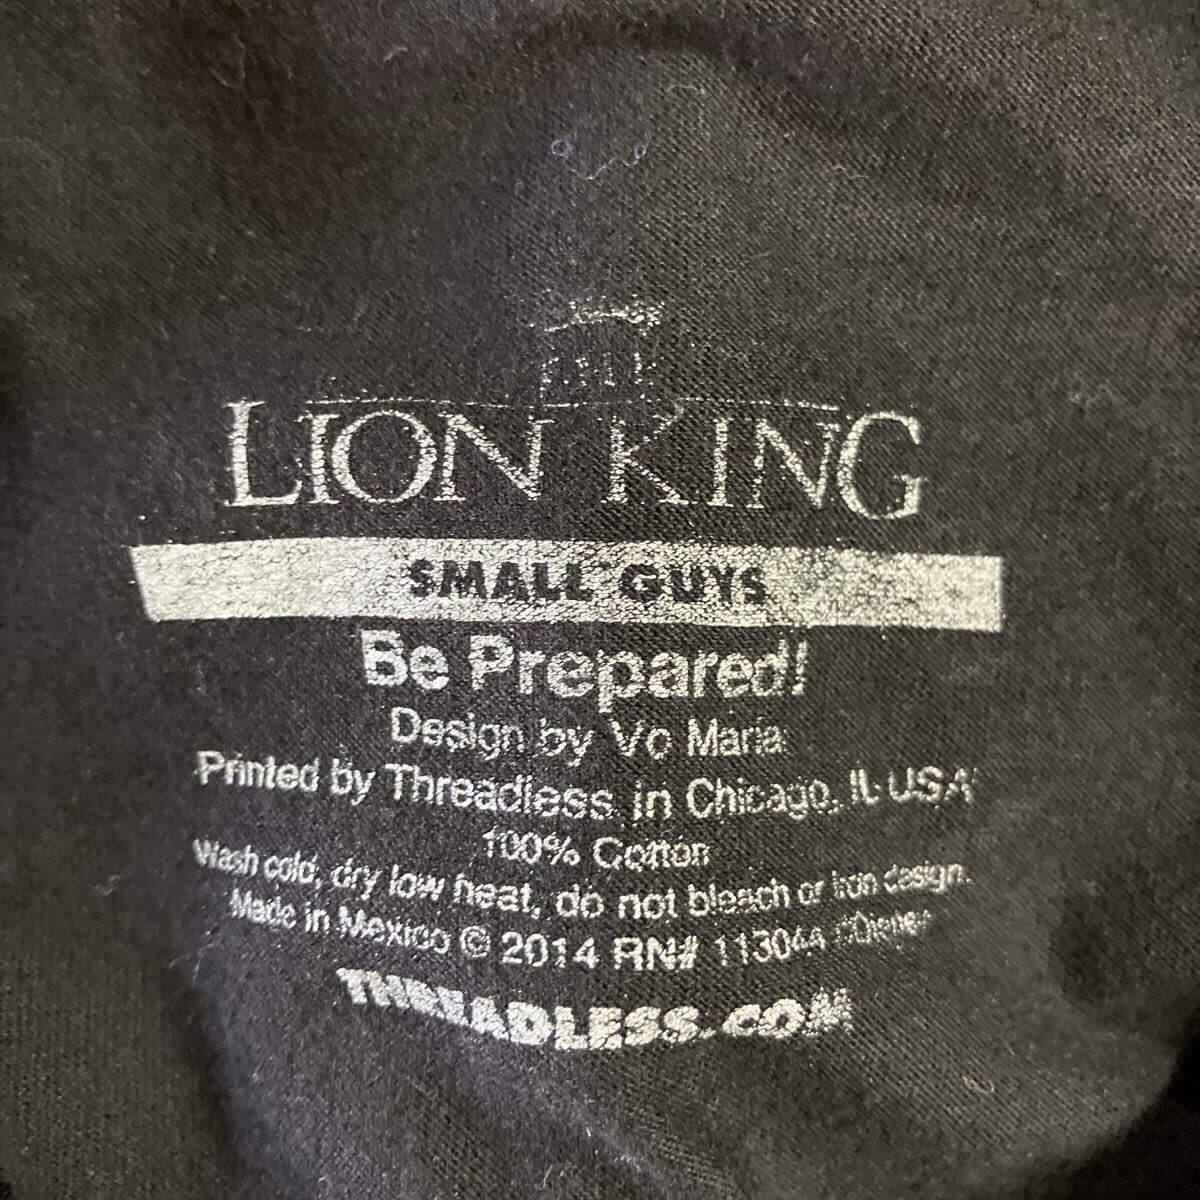 THE
LION KING
SMALL GUYS
Be Prepared!
Design by Vo Maria
Printed by Threadless in Chicago, IL USA
100% Cotton
Wash cold, dry low heat, do not bleach or iron design.
Made in Mexico © 2014 RN# 113044 ©Disney
THREADLESS.COM